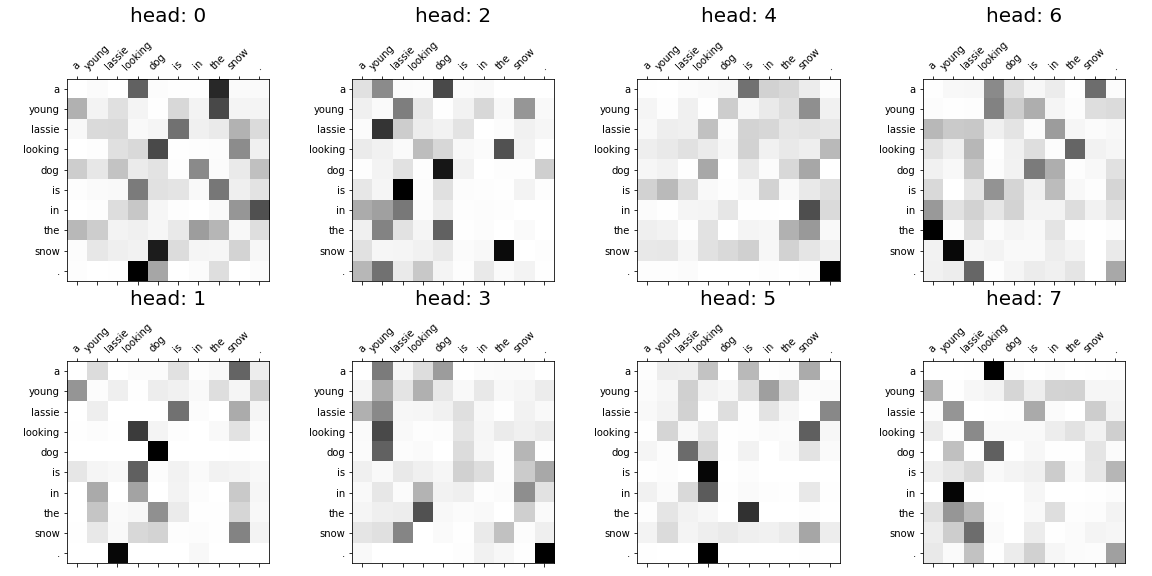 head: 0 head: 2 head: 4 head: 6
a young lassie looking dog is in the snow . a young lassie looking dog is in the snow . a young lassie looking dog is in the snow . a young lassie looking dog is in the snow .
a a a a
young young young young
lassie lassie lassie lassie
looking looking looking looking
dog dog dog dog
is is is is
in in in in
the the the the
snow snow snow snow
. . . .
head: 1 head: 3 head: 5 head: 7
a young lassie looking dog is in the snow . a young lassie looking dog is in the snow . a young lassie looking dog is in the snow . a young lassie looking dog is in the snow .
a a a a
young young young young
lassie lassie lassie lassie
looking looking looking looking
dog dog dog dog
is is is is
in in in in
the the the the
snow snow snow snow
. . . .